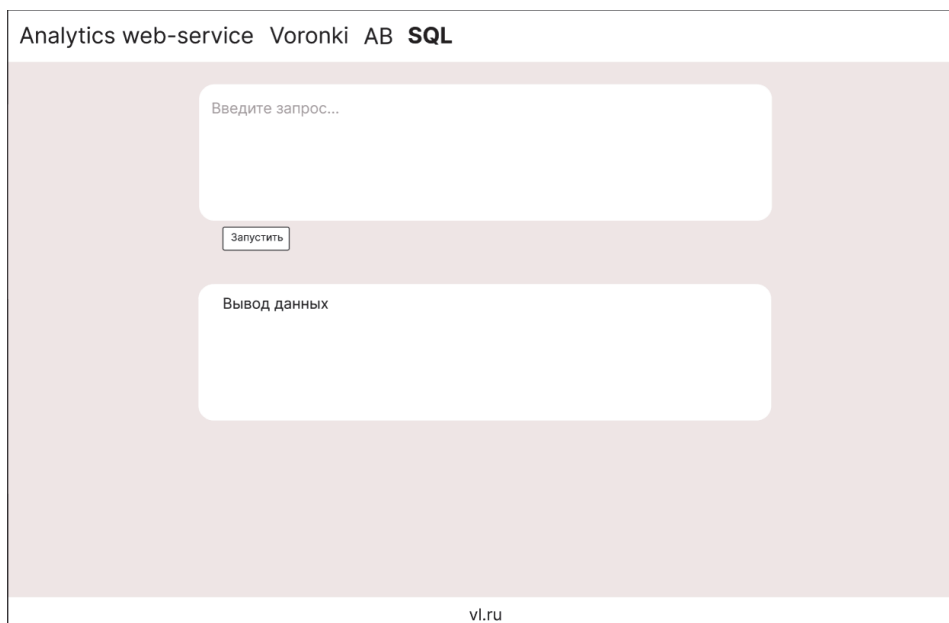 Analytics web-service Voronki AB SQL
Введите запрос...
Запустить
Вывод данных
vl.ru